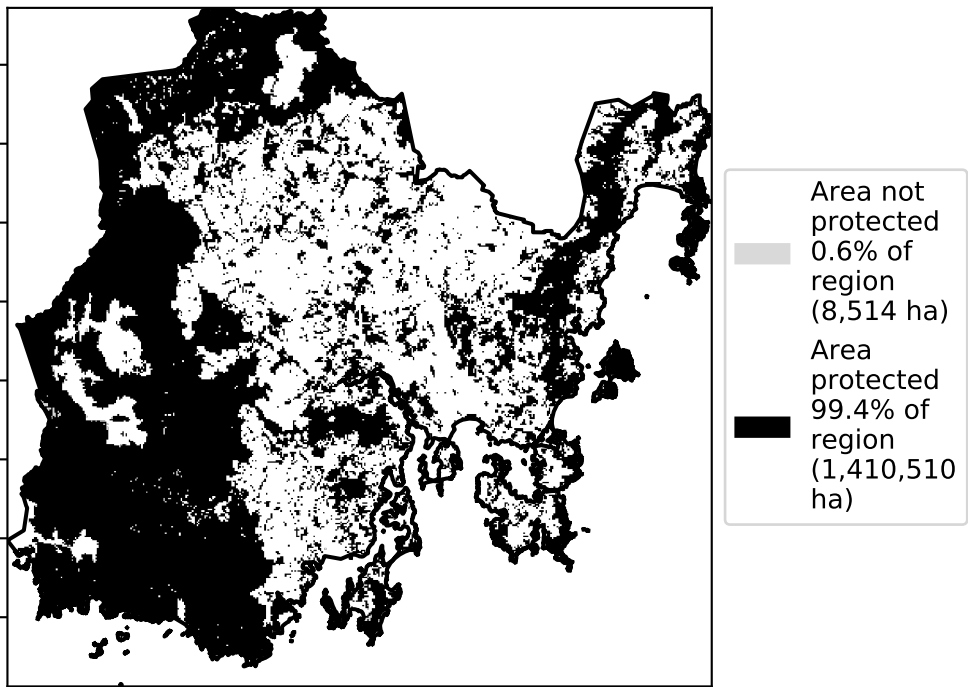 Area not
protected
0.6% of
region
(8,514 ha)
Area
protected
99.4% of
region
(1,410,510
ha)